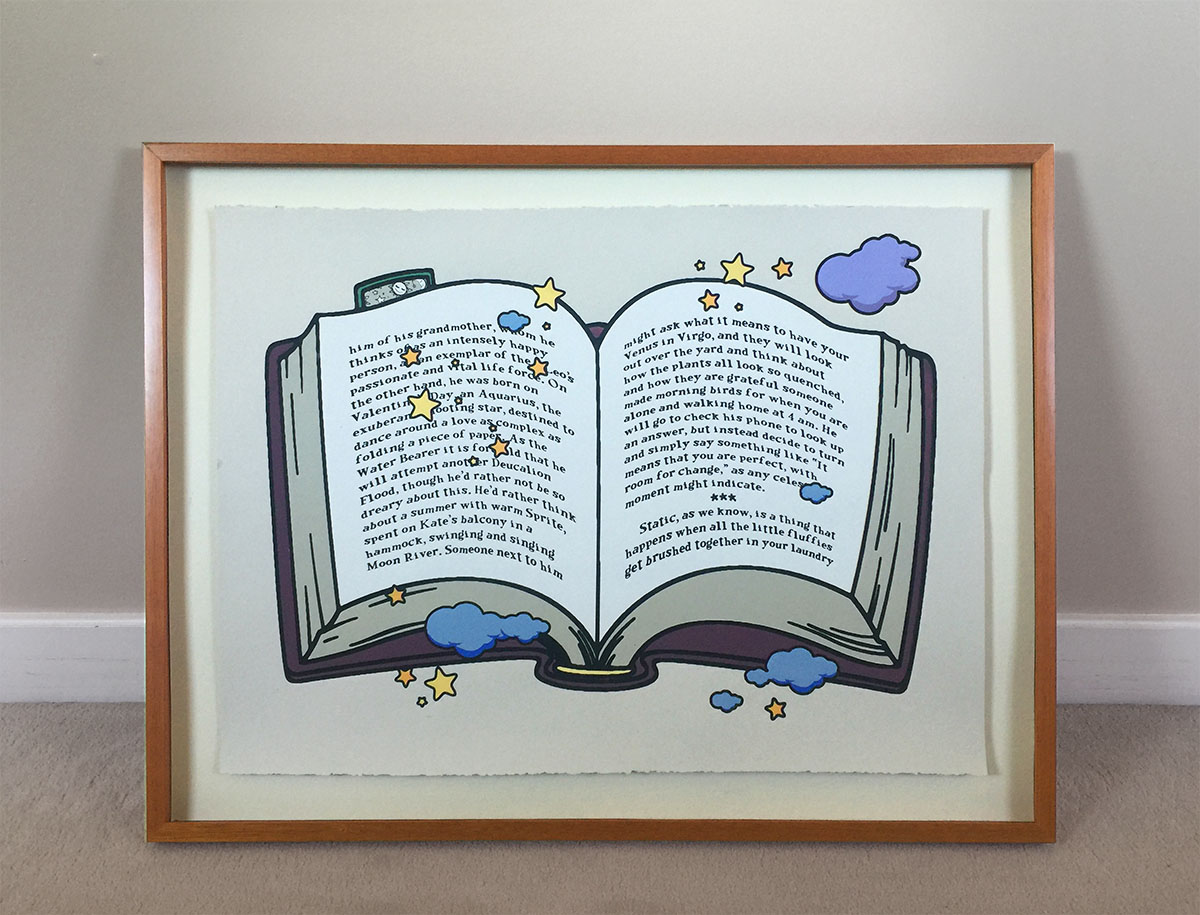 him of his grandmother, whom he
thinks of as an intensely happy
person, as an exemplar of the Leo's
passionate and vital life force. On
the other hand, he was born on
Valentine's Day, an Aquarius, the
exuberant shooting star, destined to
dance around a love as complex as
folding a piece of paper. As the
Water Bearer it is foretold that he
will attempt another Deucalion
Flood, though he'd rather not be so
dreary about this. He'd rather think
about a summer with warm Sprite,
spent on Kate's balcony in a
hammock, swinging and singing
Moon River. Someone next to him
might ask what it means to have your
Venus in Virgo, and they will look
out over the yard and think about
how the plants all look so quenched,
and how they are grateful someone
made morning birds for when you are
alone and walking home at 4 am. He
will go to check his phone to look up
an answer, but instead decide to turn
and simply say something like "It
means that you are perfect, with
room for change," as any celes
moment might indicate.
***
Static, as we know, is a thing that
happens when all the little fluffies
get brushed together in your laundry